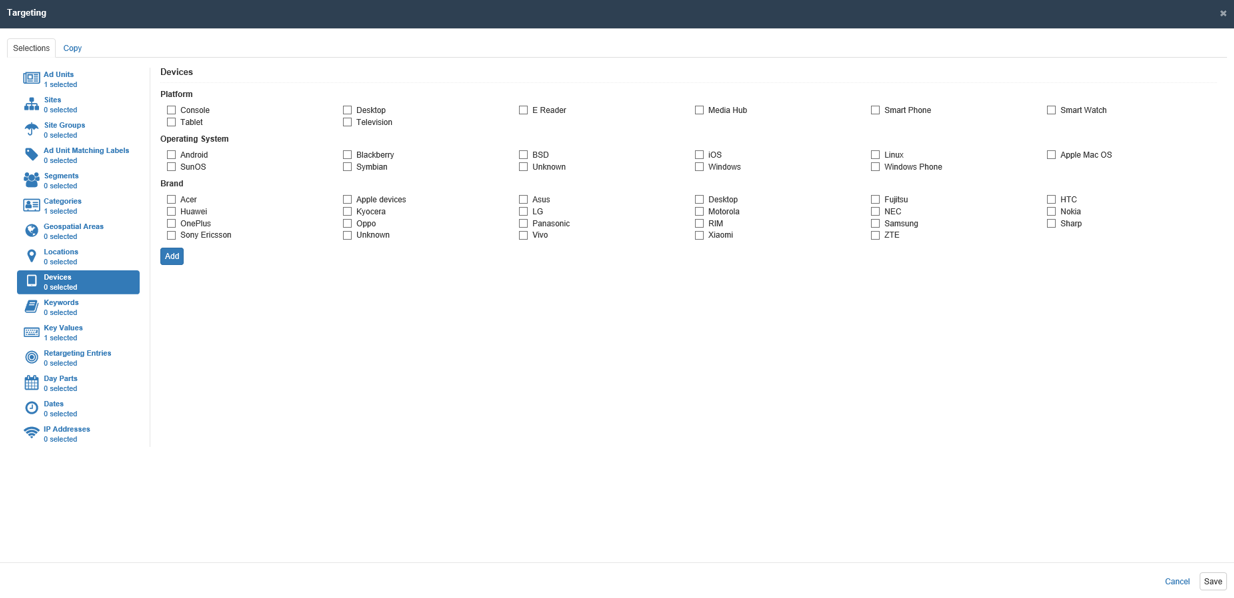 Targeting
Selections Copy
Ad Units
1 selected
Sites
0 selected
Site Groups
0 selected
Ad Unit Matching Labels
0 selected
Segments
0 selected
Categories
1 selected
Geospatial Areas
0 selected
Locations
0 selected
Devices
0 selected
Keywords
0 selected
Key Values
1 selected
Retargeting Entries
0 selected
Day Parts
0 selected
Dates
0 selected
IP Addresses
0 selected
Devices
Platform
Console Desktop E Reader Media Hub Smart Phone Smart Watch
Tablet Television
Operating System
Android Blackberry BSD iOS Linux Apple Mac OS
SunOS Symbian Unknown Windows Windows Phone
Brand
Acer Apple devices Asus Desktop Fujitsu HTC
Huawei Kyocera LG Motorola NEC Nokia
OnePlus Oppo Panasonic RIM Samsung Sharp
Sony Ericsson Unknown Vivo Xiaomi ZTE
Add
Cancel Save